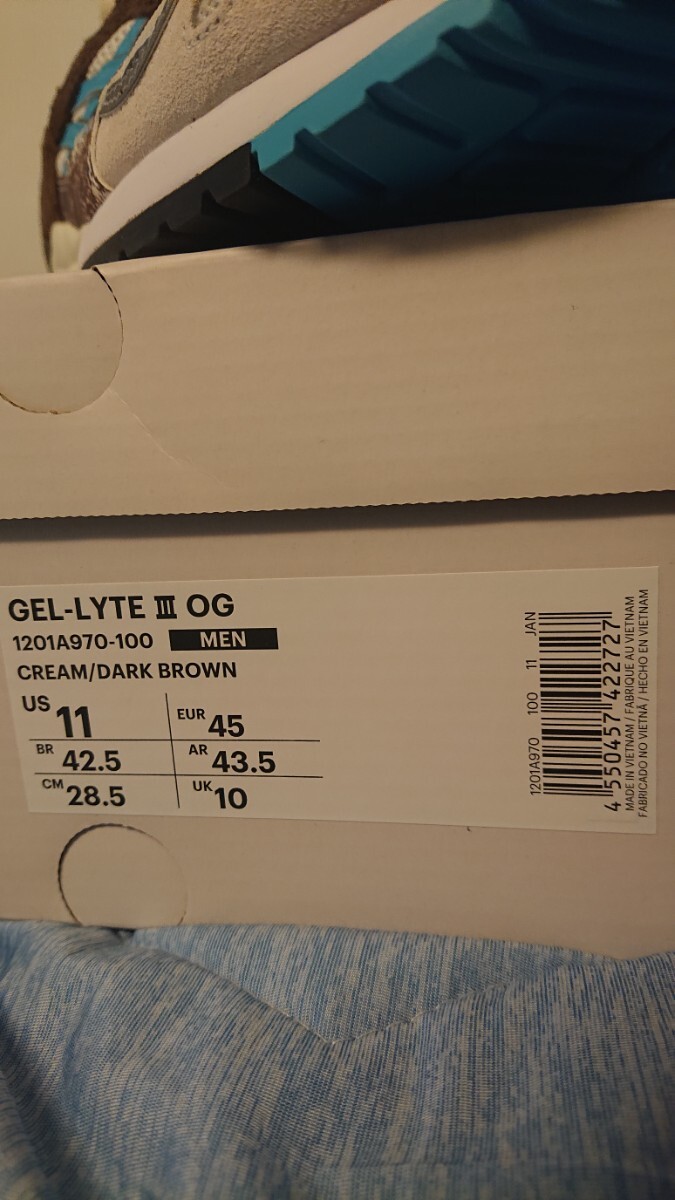 GEL-LYTE III OG
1201A970-100 MEN
CREAM/DARK BROWN
US 11 EUR 45
BR 42.5 AR 43.5
CM 28.5 UK 10
1201A970 100 11 JAN
4 550457 422727
MADE IN VIETNAM / FABRIQUE AU VIETNAM
FABRICADO NO VIETNÃ / HECHO EN VIETNAM